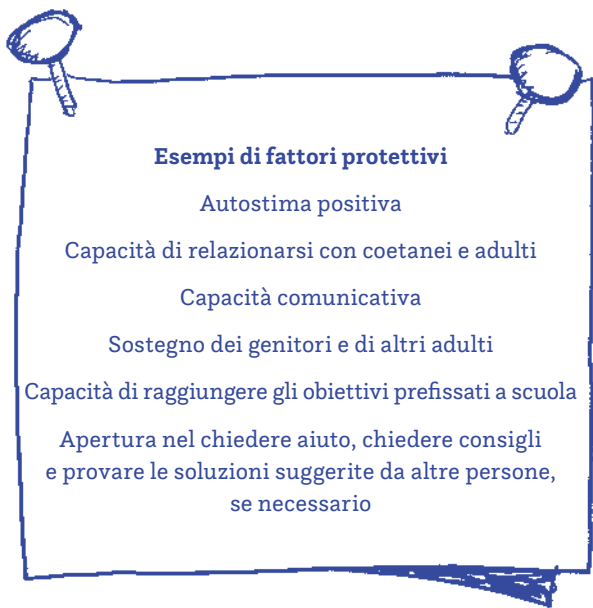 Esempi di fattori protettivi
Autostima positiva
Capacità di relazionarsi con coetanei e adulti
Capacità comunicativa
Sostegno dei genitori e di altri adulti
Capacità di raggiungere gli obiettivi prefissati a scuola
Apertura nel chiedere aiuto, chiedere consigli
e provare le soluzioni suggerite da altre persone,
se necessario